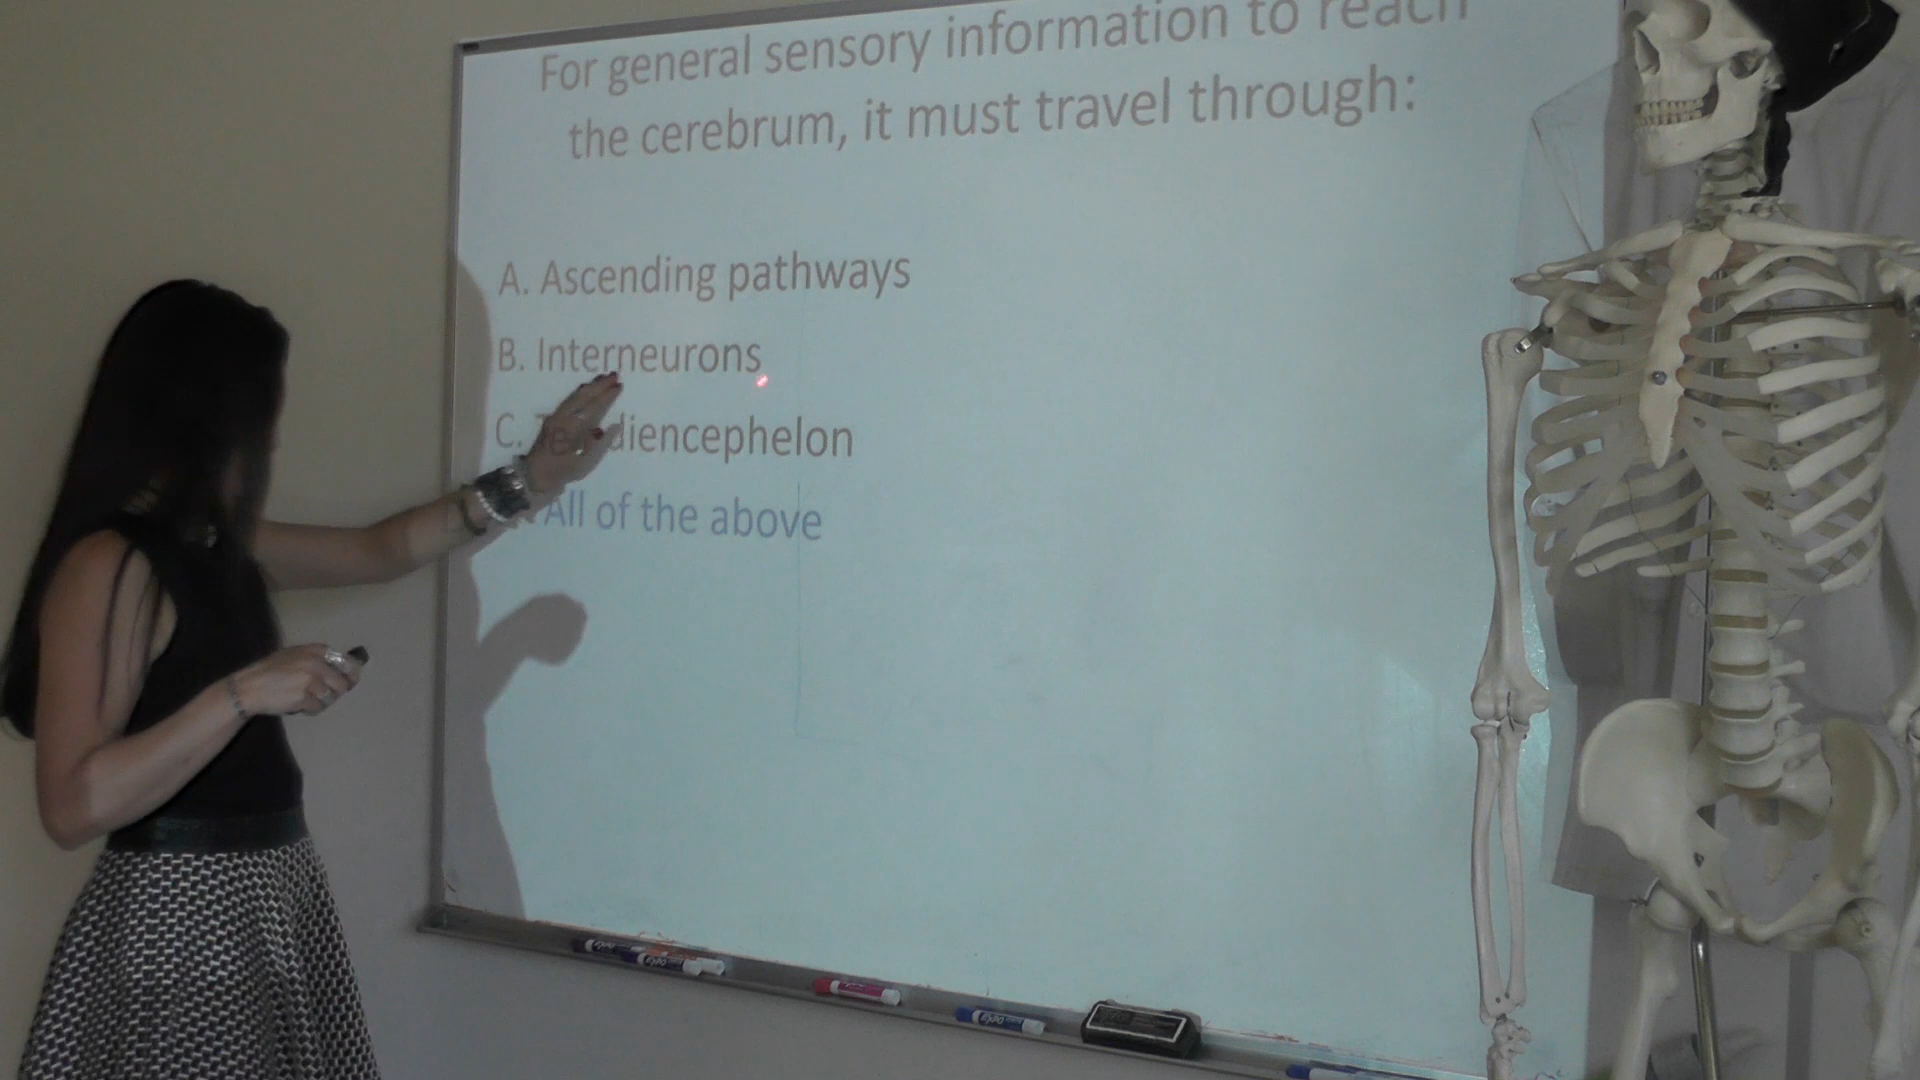 For general sensory information to reach
the cerebrum, it must travel through:
A. Ascending pathways
B. Interneurons
C. diencephelon
All of the above